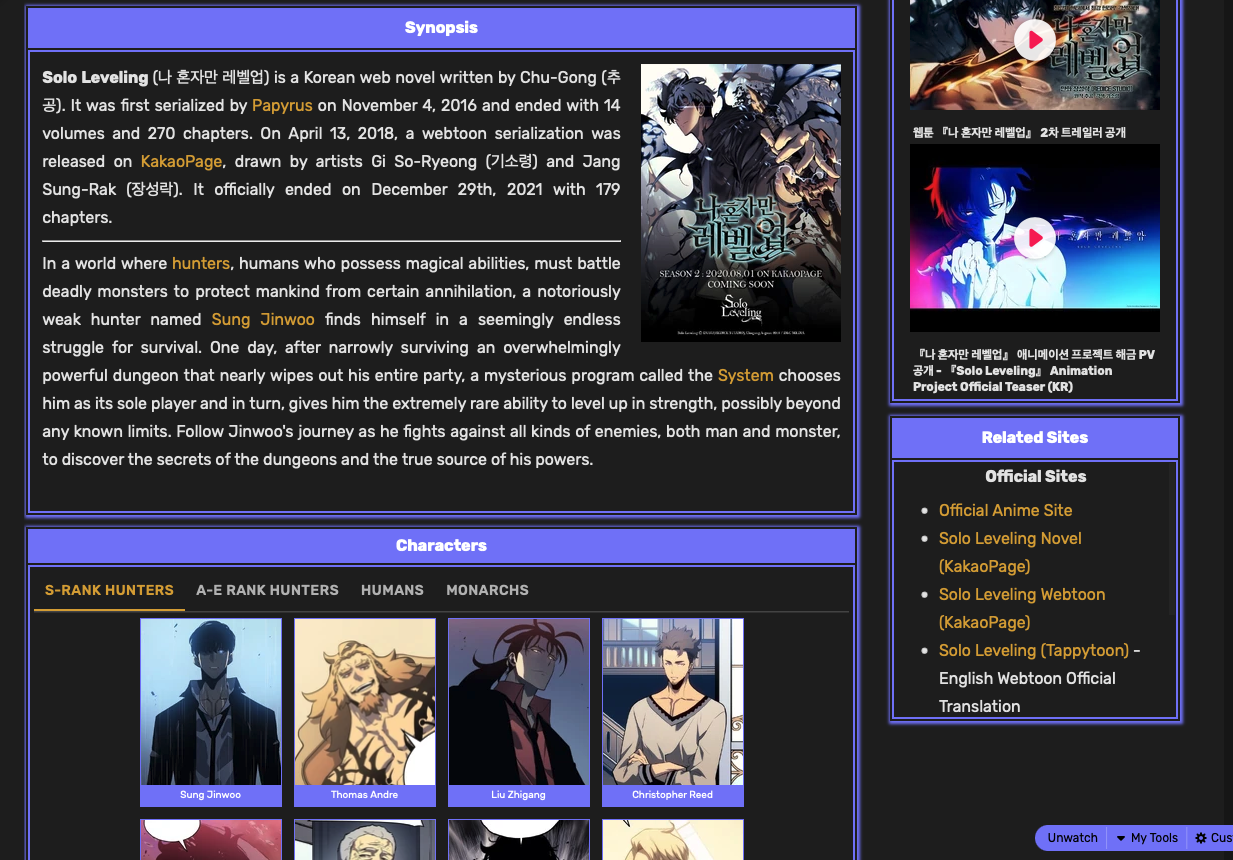 Synopsis
Solo Leveling (나 혼자만 레벨업) is a Korean web novel written by Chu-Gong (추
공). It was first serialized by Papyrus on November 4, 2016 and ended with 14
volumes and 270 chapters. On April 13, 2018, a webtoon serialization was
released on KakaoPage, drawn by artists Gi So-Ryeong (기소령) and Jang
Sung-Rak (장성락). It officially ended on December 29th, 2021 with 179
chapters.
In a world where hunters, humans who possess magical abilities, must battle
deadly monsters to protect mankind from certain annihilation, a notoriously
weak hunter named Sung Jinwoo finds himself in a seemingly endless
struggle for survival. One day, after narrowly surviving an overwhelmingly
powerful dungeon that nearly wipes out his entire party, a mysterious program called the System chooses
him as its sole player and in turn, gives him the extremely rare ability to level up in strength, possibly beyond
any known limits. Follow Jinwoo's journey as he fights against all kinds of enemies, both man and monster,
to discover the secrets of the dungeons and the true source of his powers.
나 혼자만
레벨업
SEASON 2 : 2020.08.01 ON KAKAOPAGE
COMING SOON
Solo
Leveling
Characters
S-RANK HUNTERS
A-E RANK HUNTERS
HUMANS
MONARCHS
Sung Jinwoo
Thomas Andre
Liu Zhigang
Christopher Reed
나 혼자만
레벨업
웹툰 『나 혼자만 레벨업』 2차 트레일러 공개
『나 혼자만 레벨업』 애니메이션 프로젝트 해금 PV
공개 - 『Solo Leveling』 Animation
Project Official Teaser (KR)
Related Sites
Official Sites
Official Anime Site
Solo Leveling Novel
(KakaoPage)
Solo Leveling Webtoon
(KakaoPage)
Solo Leveling (Tappytoon) -
English Webtoon Official
Translation
Unwatch
My Tools
Cus